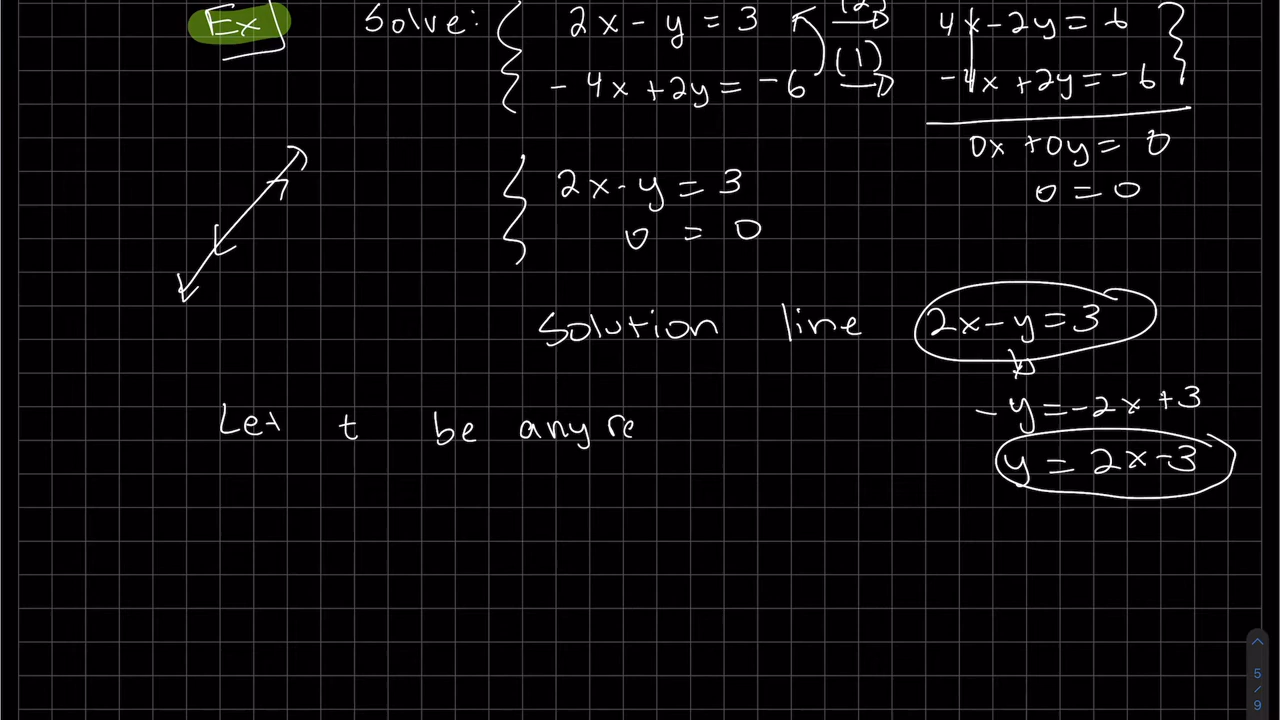 Ex Solve: { 2x - y = 3 (2) 4x - 2y = 6
- 4x + 2y = -6 (1) -4x + 2y = -6 }
0x + 0y = 0
{ 2x - y = 3 0 = 0
0 = 0
Solution line 2x - y = 3
- y = -2x + 3
Let t be any re
y = 2x - 3
5
/
9